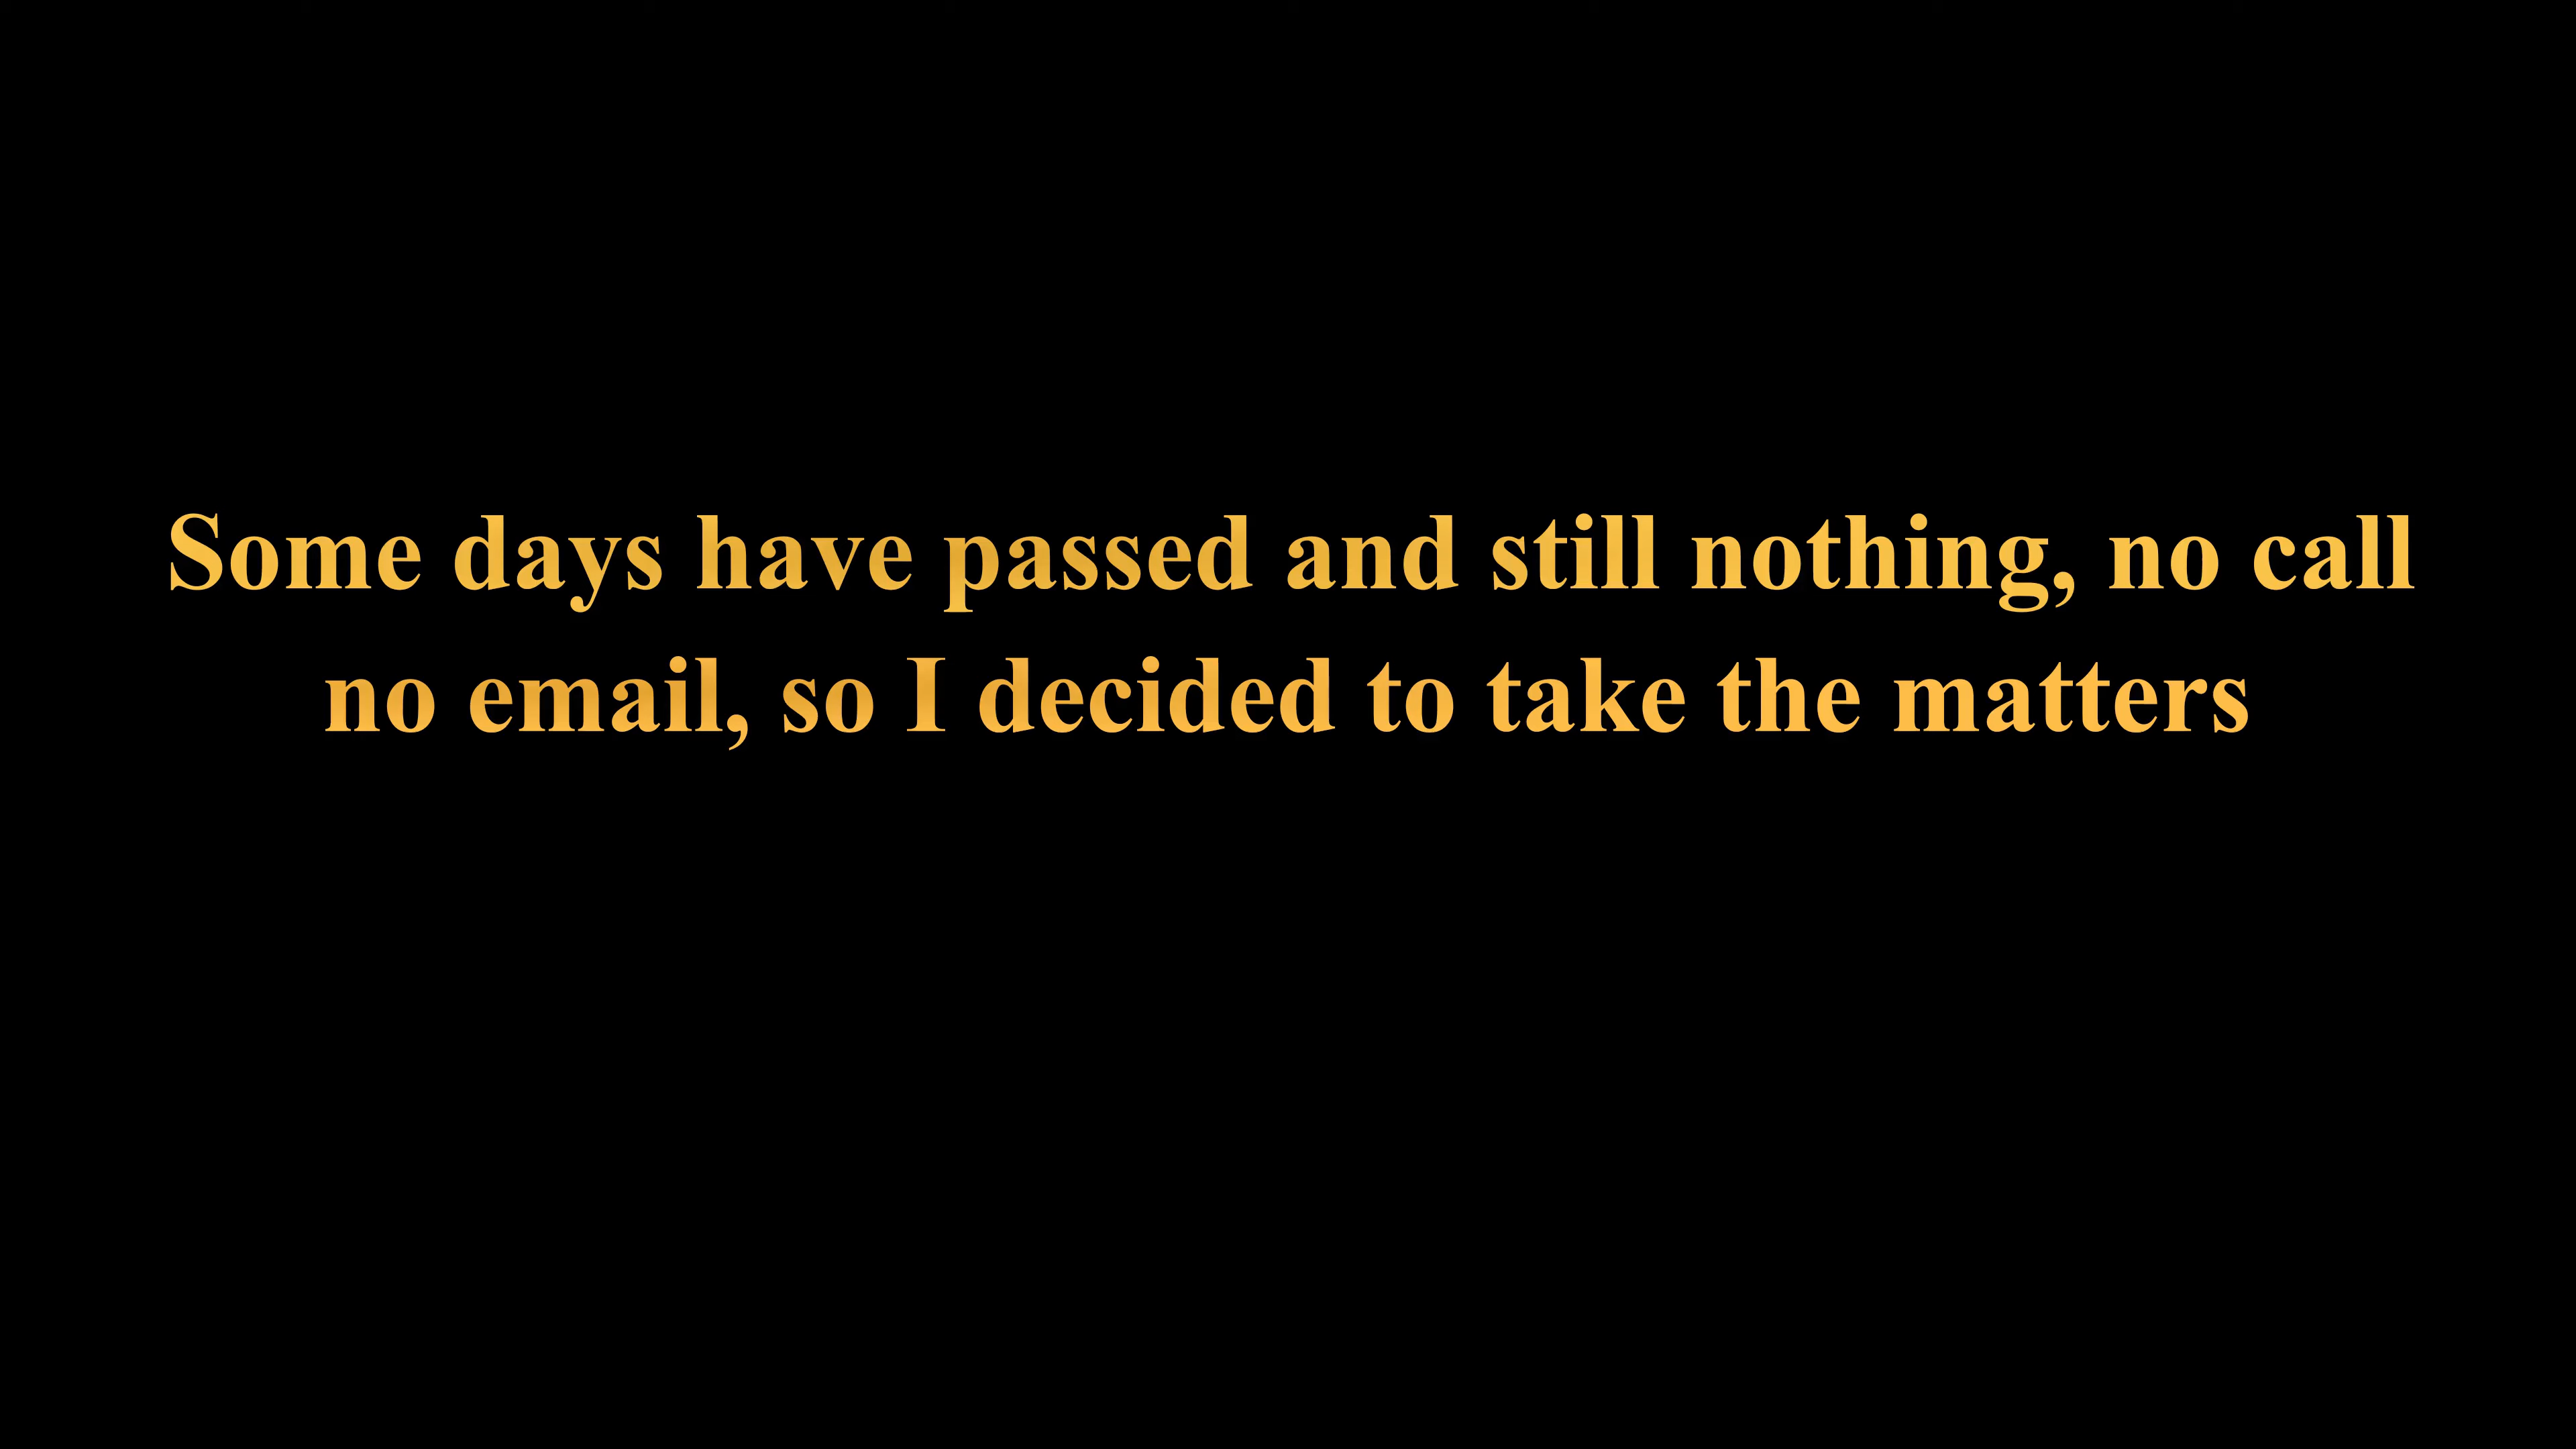 Some days have passed and still nothing, no call
no email, so I decided to take the matters